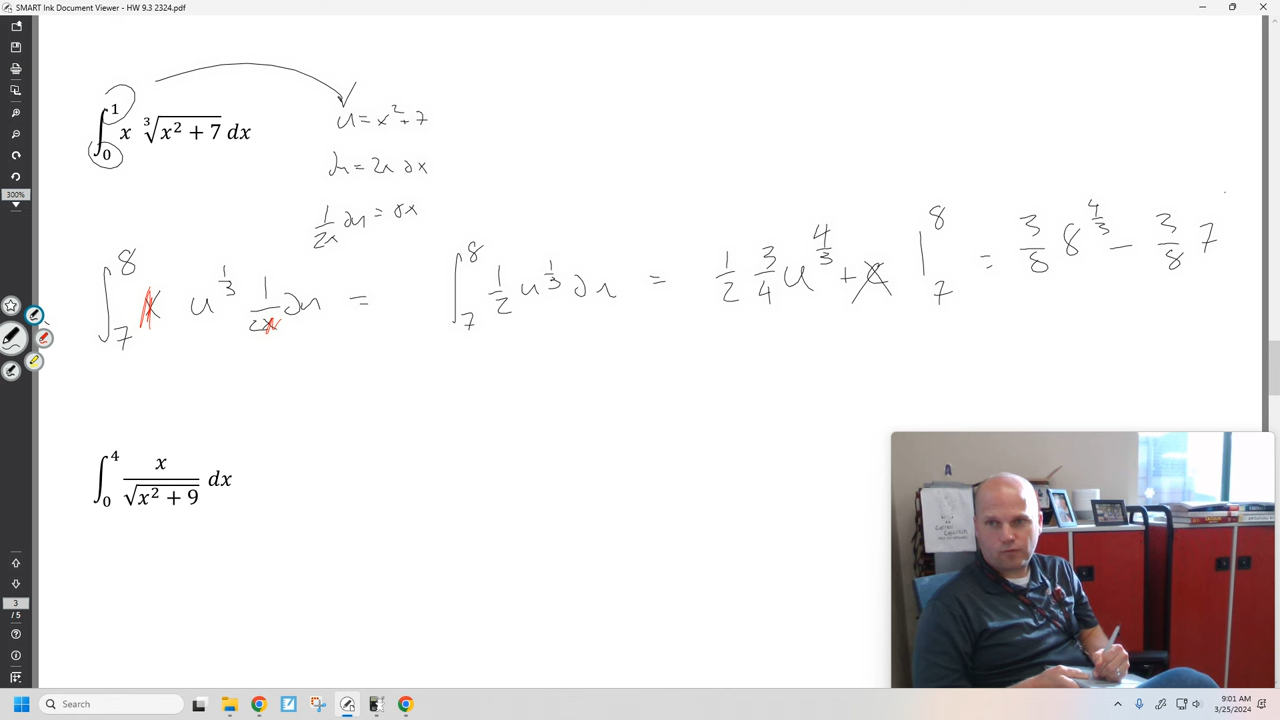 SMART Ink Document Viewer - HW 9.3 2324.pdf
∫₀¹ x ∛(x² + 7) dx
u = x² + 7
du = 2x dx
1/2x du = dx
∫₇⁸ x u^(1/3) 1/2x du = ∫₇⁸ 1/2 u^(1/3) du = 1/2 3/4 u^(4/3) + C |₇⁸ = 3/8 8^(4/3) - 3/8 7
∫₀⁴ x/√(x² + 9) dx
300%
3
/ 5
Search
9:01 AM
3/25/2024